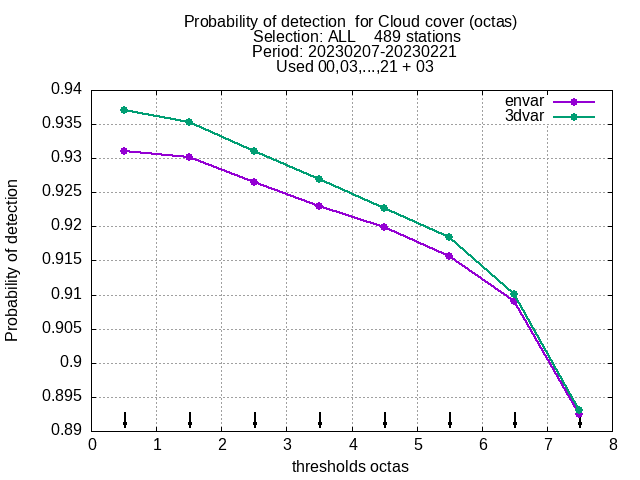 Probability of detection  for Cloud cover (octas)
Selection: ALL    489 stations
Period: 20230207-20230221
Used 00,03,...,21 + 03
envar
3dvar
0.94
0.935
0.93
0.925
0.92
0.915
0.91
0.905
0.9
0.895
0.89
Probability of detection
0 1 2 3 4 5 6 7 8
thresholds octas